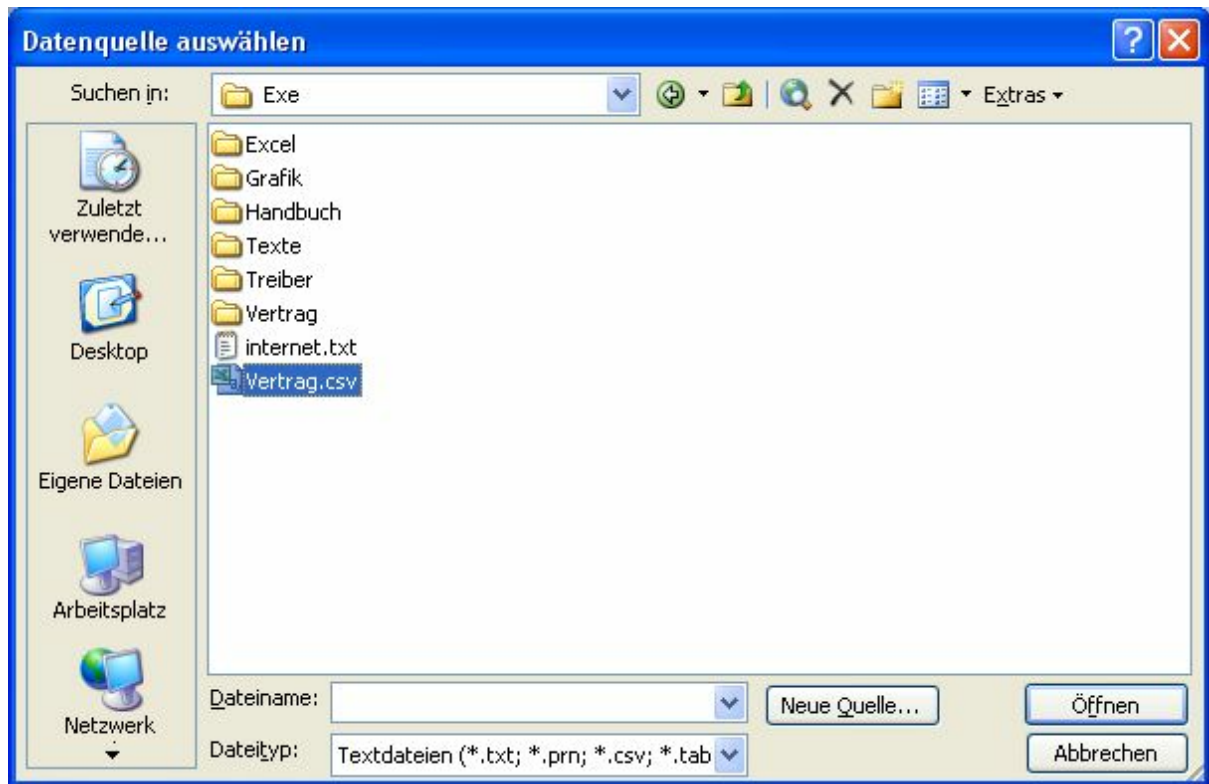 Datenquelle auswählen
Suchen in:
Exe
Extras
Zuletzt
verwende...
Desktop
Eigene Dateien
Arbeitsplatz
Netzwerk
Excel
Grafik
Handbuch
Texte
Treiber
Vertrag
internet.txt
Vertrag.csv
Dateiname:
Neue Quelle...
Öffnen
Dateityp:
Textdateien (*.txt; *.prn; *.csv; *.tab
Abbrechen